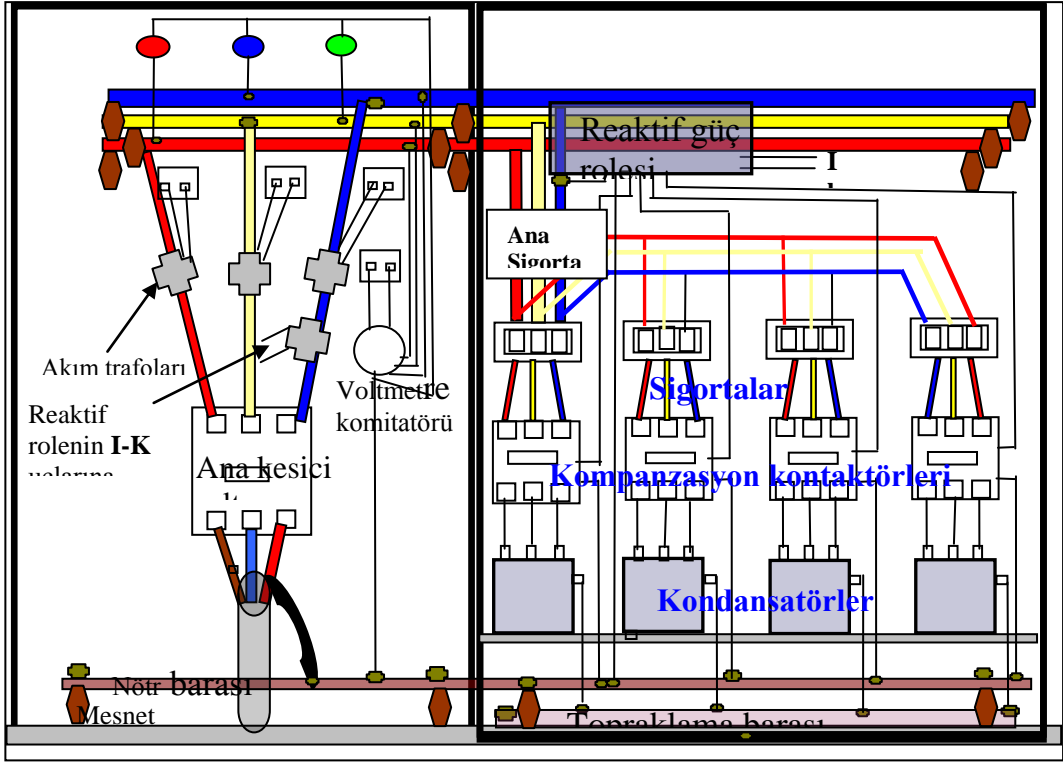 Reaktif güç
rolesi
I
Ana
Sigorta
Akım trafoları
Reaktif
rolenin I-K
uçlarına
Voltmetre
komitatörü
Ana kesici
Sigortalar
Kompanzasyon kontaktörleri
Kondansatörler
Nötr barası
Mesnet
Topraklama barası